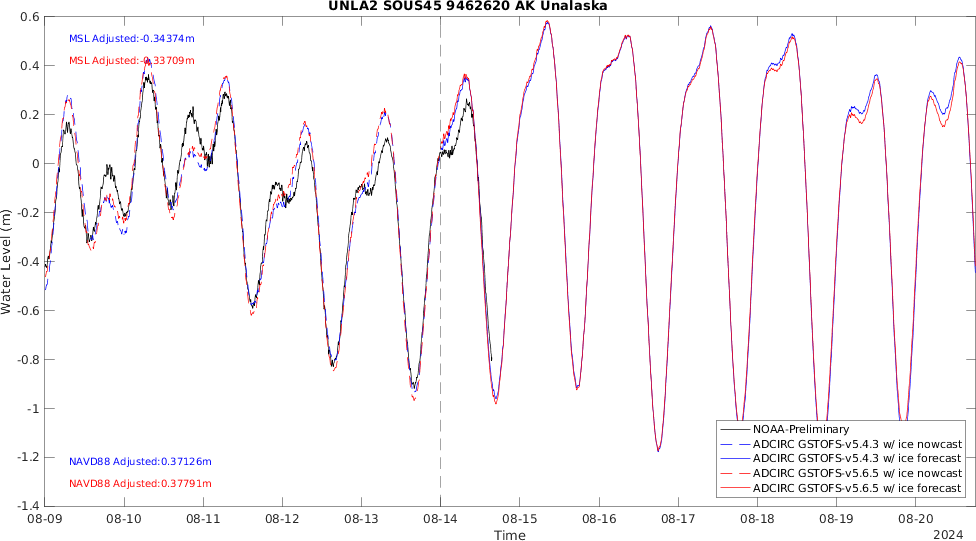 UNLA2 SOUS45 9462620 AK Unalaska
MSL Adjusted:-0.34374m
MSL Adjusted:-0.33709m
0.6
0.4
0.2
0
-0.2
-0.4
-0.6
-0.8
-1
-1.2
-1.4
Water Level (m)
NAVD88 Adjusted:0.37126m
NAVD88 Adjusted:0.37791m
NOAA-Preliminary
ADCIRC GSTOFS-v5.4.3 w/ ice nowcast
ADCIRC GSTOFS-v5.4.3 w/ ice forecast
ADCIRC GSTOFS-v5.6.5 w/ ice nowcast
ADCIRC GSTOFS-v5.6.5 w/ ice forecast
08-09 08-10 08-11 08-12 08-13 08-14 08-15 08-16 08-17 08-18 08-19 08-20
Time
2024